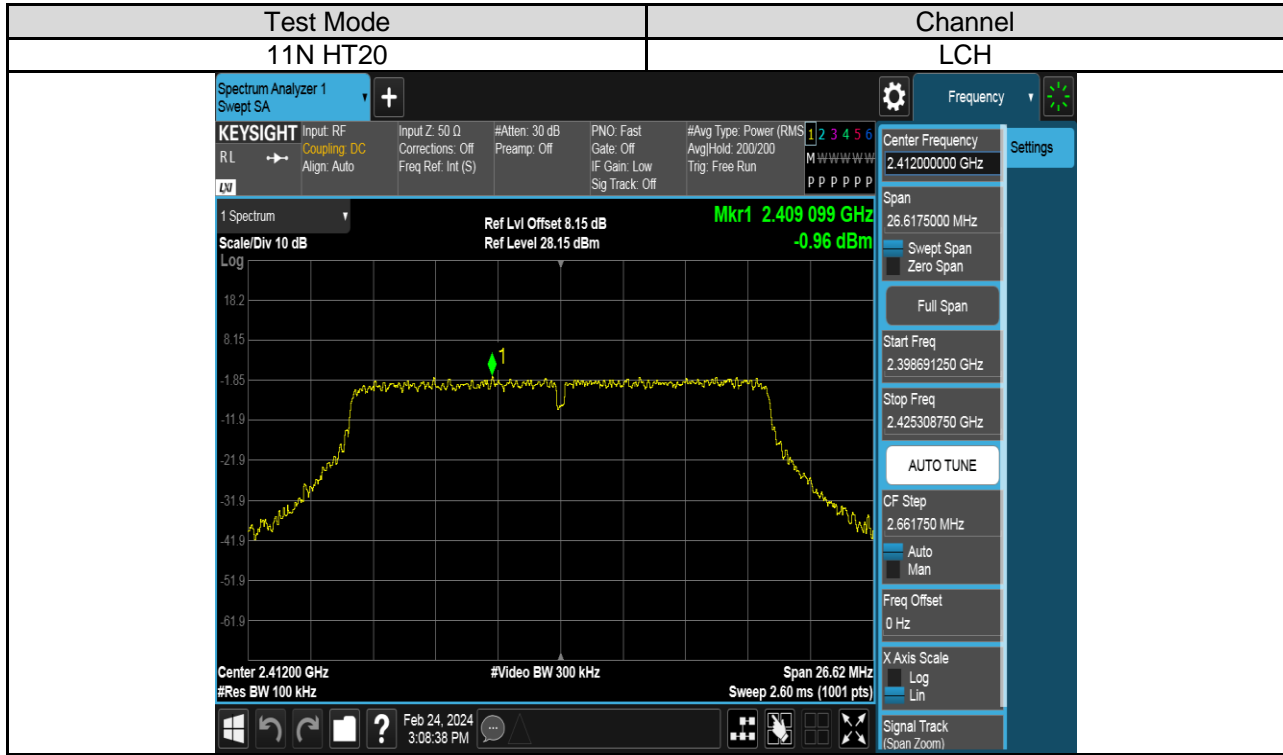 Test Mode
Channel
11N HT20
LCH
Spectrum Analyzer 1
Swept SA
+
Frequency
KEYSIGHT
RL
LXI
Input: RF
Coupling: DC
Align: Auto
Input Z: 50 Ω
Corrections: Off
Freq Ref: Int (S)
#Atten: 30 dB
Preamp: Off
PNO: Fast
Gate: Off
IF Gain: Low
Sig Track: Off
#Avg Type: Power (RMS
Avg|Hold: 200/200
Trig: Free Run
1 2 3 4 5 6
M W W W W W
P P P P P P
1 Spectrum
Scale/Div 10 dB
Ref Lvl Offset 8.15 dB
Ref Level 28.15 dBm
Mkr1 2.409 099 GHz
-0.96 dBm
Log
18.2
8.15
-1.85
-11.9
-21.9
-31.9
-41.9
-51.9
-61.9
1
Center 2.41200 GHz
#Res BW 100 kHz
#Video BW 300 kHz
Span 26.62 MHz
Sweep 2.60 ms (1001 pts)
?
Feb 24, 2024
3:08:38 PM
Center Frequency
2.412000000 GHz
Settings
Span
26.6175000 MHz
Swept Span
Zero Span
Full Span
Start Freq
2.398691250 GHz
Stop Freq
2.425308750 GHz
AUTO TUNE
CF Step
2.661750 MHz
Auto
Man
Freq Offset
0 Hz
X Axis Scale
Log
Lin
Signal Track
(Span Zoom)